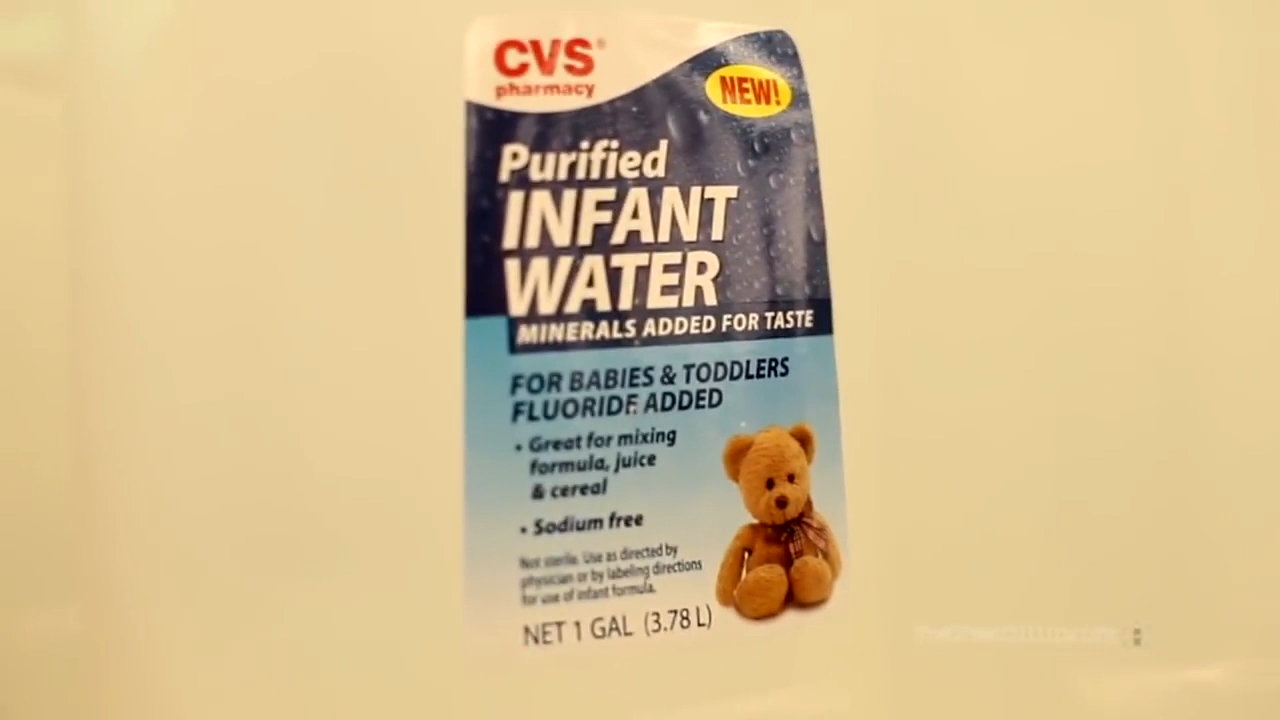 CVS®
pharmacy
NEW!
Purified
INFANT
WATER
MINERALS ADDED FOR TASTE
FOR BABIES & TODDLERS
FLUORIDE ADDED
• Great for mixing
formula, juice
& cereal
• Sodium free
Not sterile. Use as directed by
physician or by labeling directions
for use of infant formula.
NET 1 GAL (3.78 L)